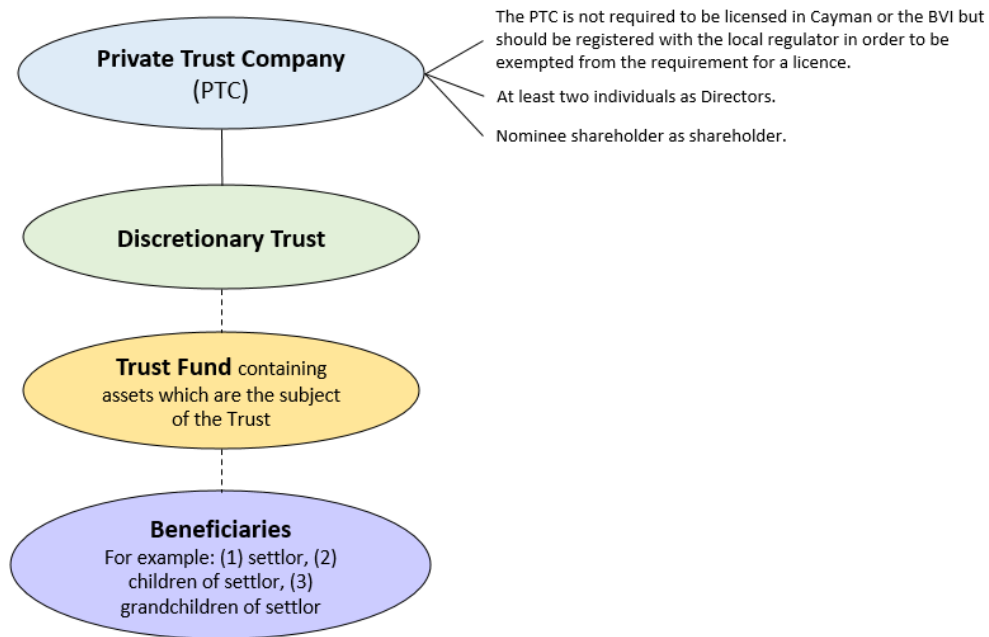 Private Trust Company
(PTC)
The PTC is not required to be licensed in Cayman or the BVI but
should be registered with the local regulator in order to be
exempted from the requirement for a licence.
At least two individuals as Directors.
Nominee shareholder as shareholder.
Discretionary Trust
Trust Fund containing
assets which are the subject
of the Trust
Beneficiaries
For example: (1) settlor, (2)
children of settlor, (3)
grandchildren of settlor